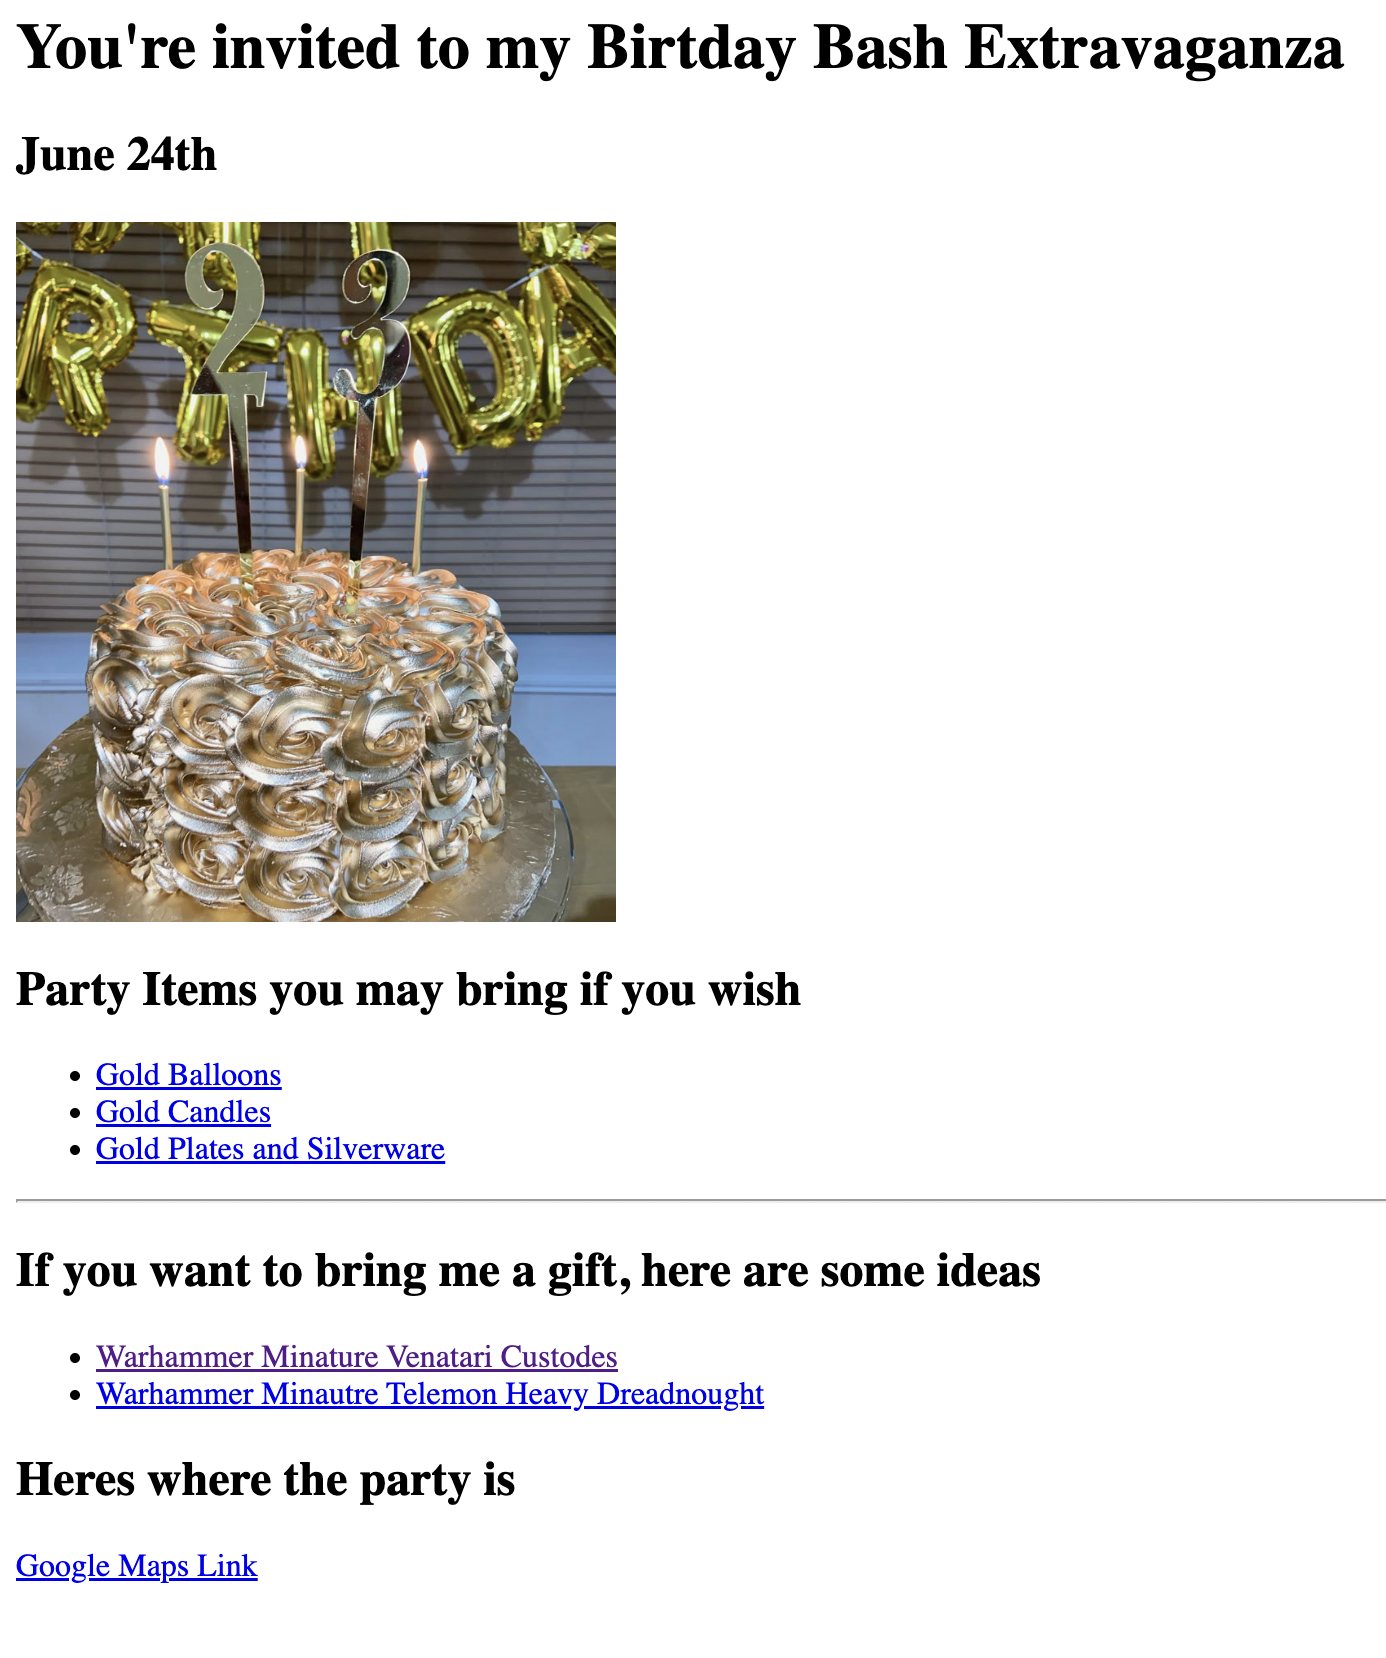 You're invited to my Birtday Bash Extravaganza
June 24th
23
RTHDA
Party Items you may bring if you wish
Gold Balloons
Gold Candles
Gold Plates and Silverware
If you want to bring me a gift, here are some ideas
Warhammer Minature Venatari Custodes
Warhammer Minautre Telemon Heavy Dreadnought
Heres where the party is
Google Maps Link